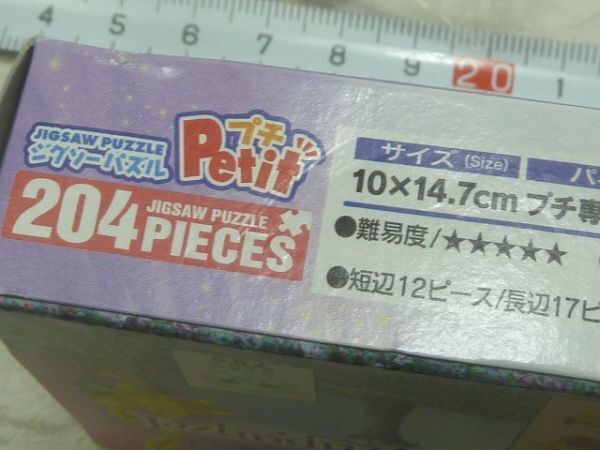 4 5 6 7 8 9 20 1
JIGSAW PUZZLE
ジグソーパズル
プチ
Petit
204 JIGSAW PUZZLE PIECES
サイズ (Size)
10×14.7cm プチ専
●難易度/★★★★★
●短辺12ピース/長辺17ピ